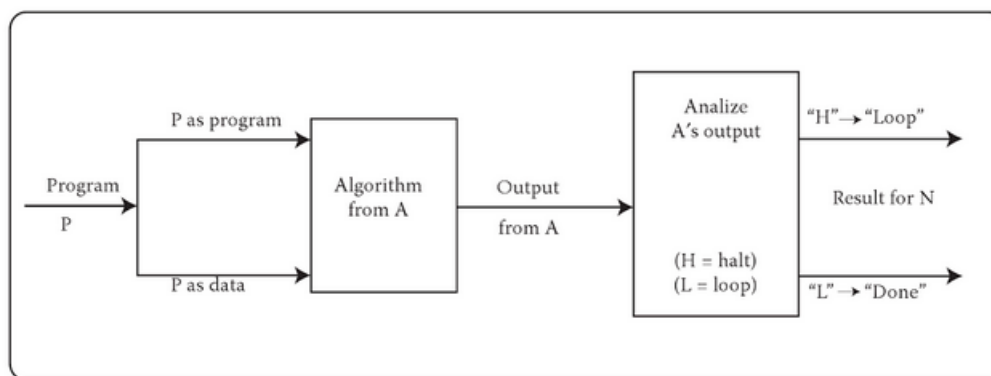 P as program
Program
P
P as data
Algorithm
from A
Output
from A
Analize
A's output
(H = halt)
(L = loop)
“H”→“Loop”
Result for N
“L”→“Done”